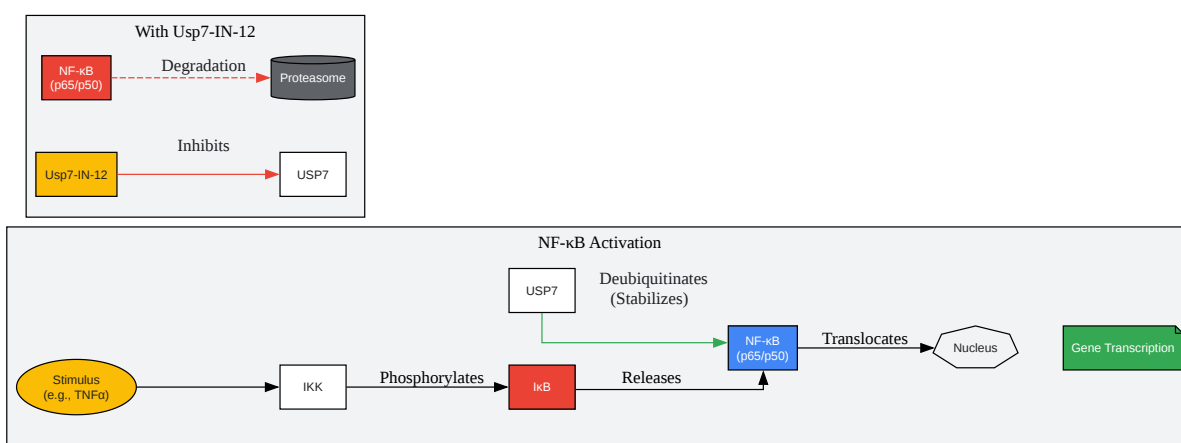 With Usp7-IN-12
NF-κB
(p65/p50)
Degradation
Proteasome
Usp7-IN-12
Inhibits
USP7
NF-κB Activation
USP7
Deubiquitinates
(Stabilizes)
Stimulus
(e.g., TNFα)
IKK
Phosphorylates
IκB
Releases
NF-κB
(p65/p50)
Translocates
Nucleus
Gene Transcription